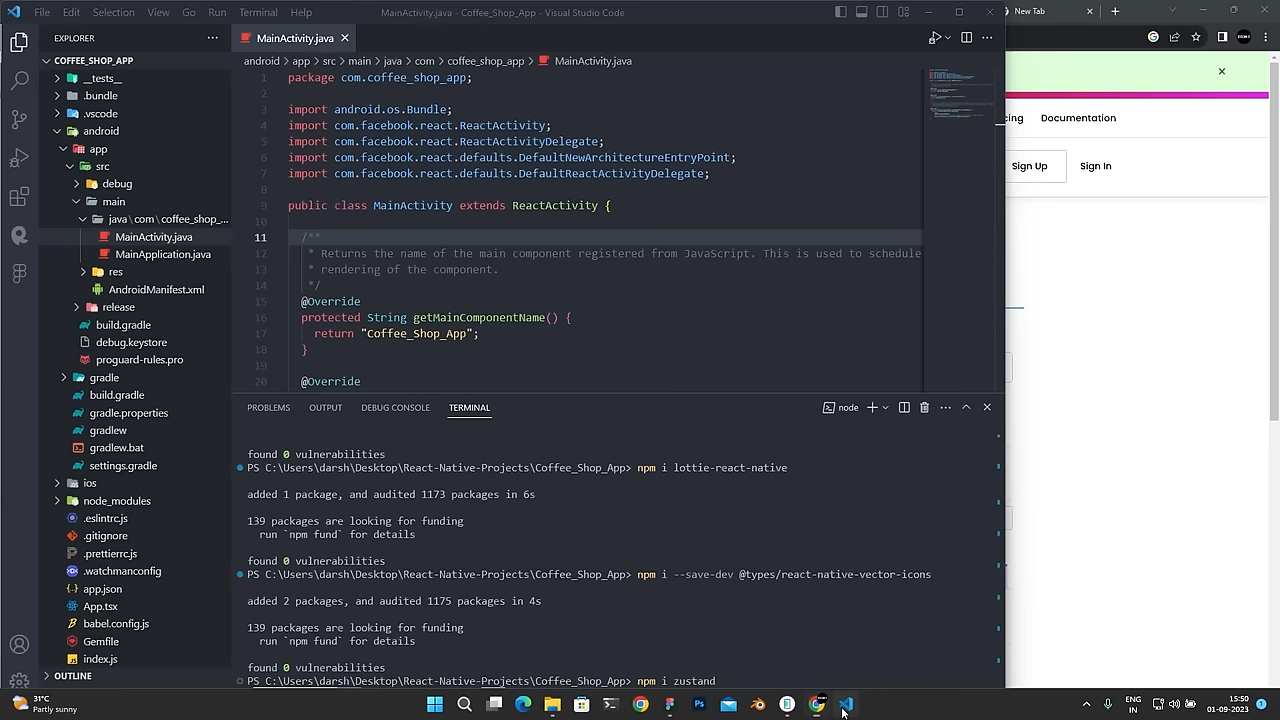 File Edit Selection View Go Run Terminal Help
MainActivity.java - Coffee_Shop_App - Visual Studio Code
New Tab
EXPLORER
MainActivity.java
COFFEE_SHOP_APP
android > app > src > main > java > com > coffee_shop_app > MainActivity.java
__tests__
.bundle
.vscode
android
app
src
debug
main
java\com\coffee_shop_...
MainActivity.java
MainApplication.java
res
AndroidManifest.xml
release
build.gradle
debug.keystore
proguard-rules.pro
gradle
build.gradle
gradle.properties
gradlew
gradlew.bat
settings.gradle
ios
node_modules
.eslintrc.js
.gitignore
.prettierrc.js
.watchmanconfig
app.json
App.tsx
babel.config.js
Gemfile
index.js
OUTLINE
1 package com.coffee_shop_app;
2
3 import android.os.Bundle;
4 import com.facebook.react.ReactActivity;
5 import com.facebook.react.ReactActivityDelegate;
6 import com.facebook.react.defaults.DefaultNewArchitectureEntryPoint;
7 import com.facebook.react.defaults.DefaultReactActivityDelegate;
8
9 public class MainActivity extends ReactActivity {
10
11 /**
12 * Returns the name of the main component registered from JavaScript. This is used to schedule
13 * rendering of the component.
14 */
15 @Override
16 protected String getMainComponentName() {
17 return "Coffee_Shop_App";
18 }
19
20 @Override
PROBLEMS OUTPUT DEBUG CONSOLE TERMINAL
node
found 0 vulnerabilities
PS C:\Users\darsh\Desktop\React-Native-Projects\Coffee_Shop_App> npm i lottie-react-native
added 1 package, and audited 1173 packages in 6s
139 packages are looking for funding
run `npm fund` for details
found 0 vulnerabilities
PS C:\Users\darsh\Desktop\React-Native-Projects\Coffee_Shop_App> npm i --save-dev @types/react-native-vector-icons
added 2 packages, and audited 1175 packages in 4s
139 packages are looking for funding
run `npm fund` for details
found 0 vulnerabilities
PS C:\Users\darsh\Desktop\React-Native-Projects\Coffee_Shop_App> npm i zustand
cing Documentation
Sign Up Sign In
31°C
Partly sunny
ENG
IN
15:50
01-09-2023